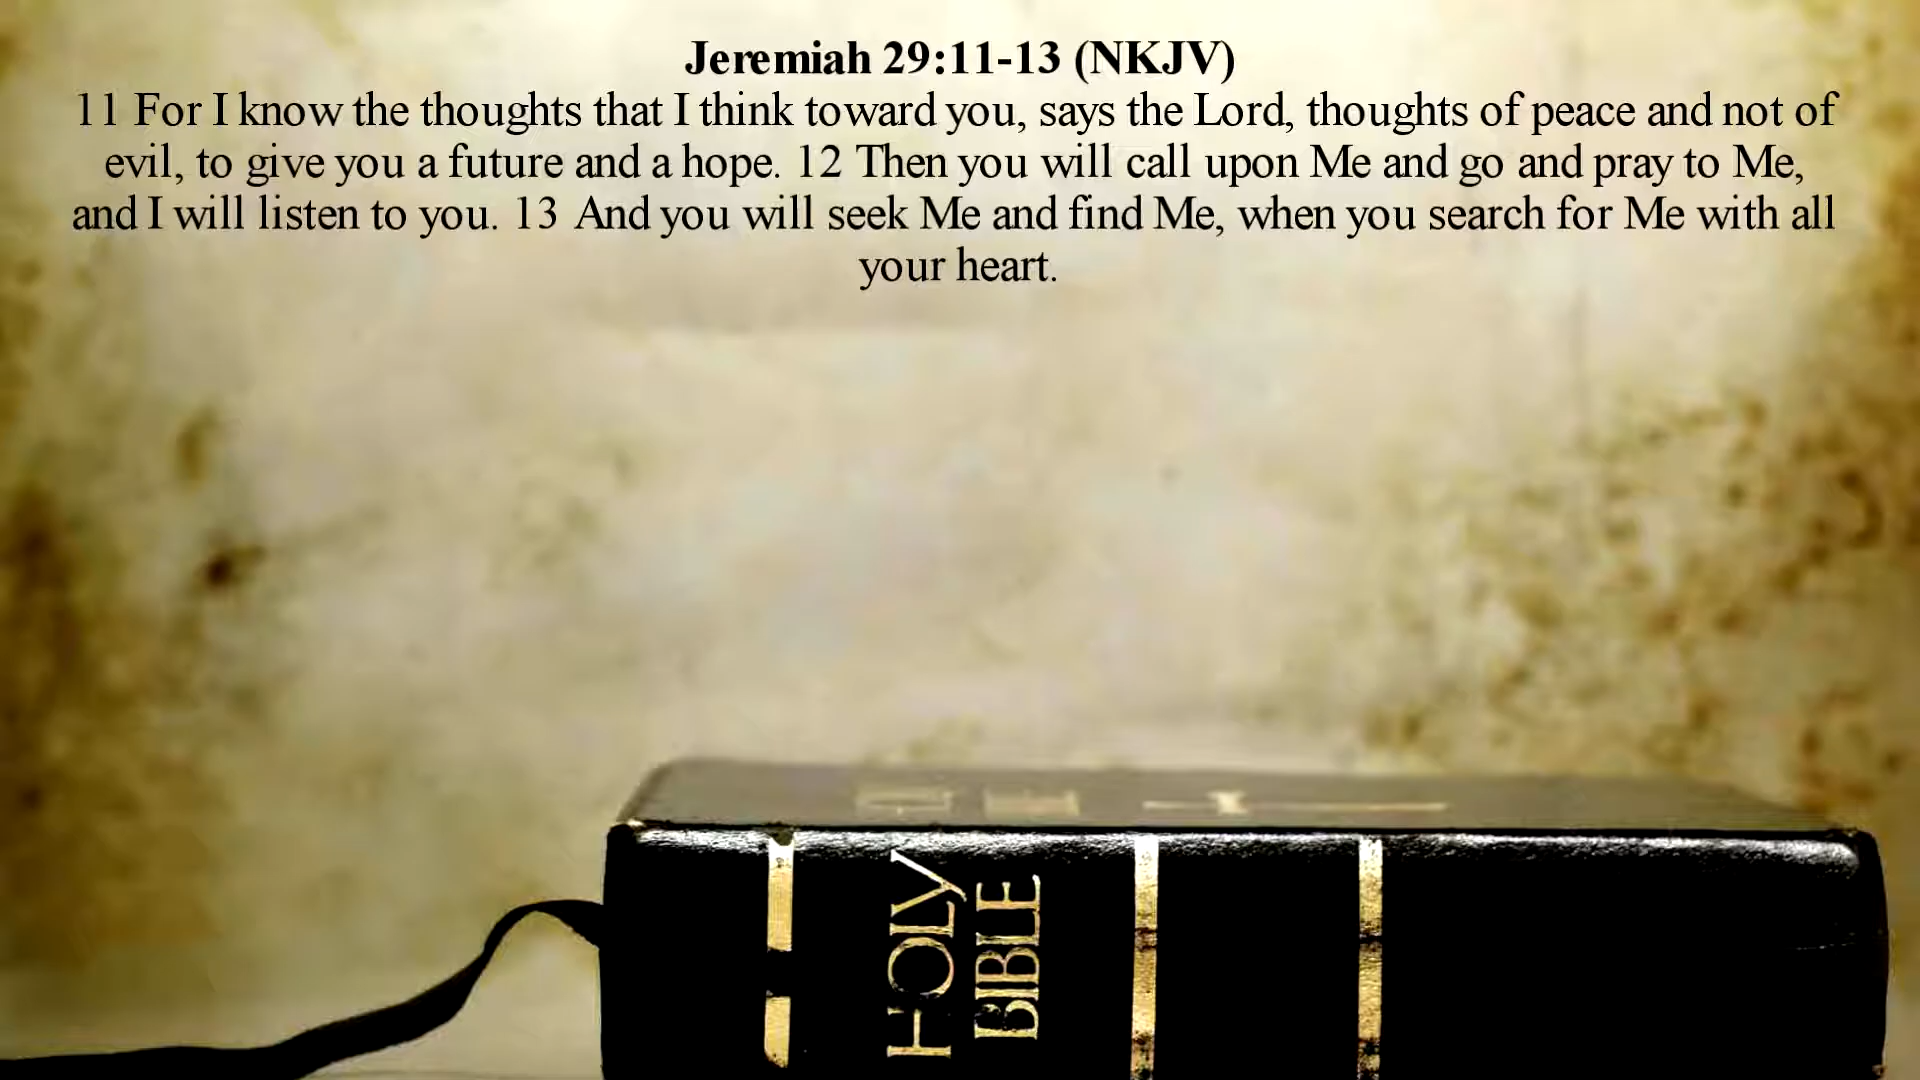 Jeremiah 29:11-13 (NKJV)
11 For I know the thoughts that I think toward you, says the Lord, thoughts of peace and not of
evil, to give you a future and a hope. 12 Then you will call upon Me and go and pray to Me,
and I will listen to you. 13 And you will seek Me and find Me, when you search for Me with all
your heart.
HOLY
BIBLE